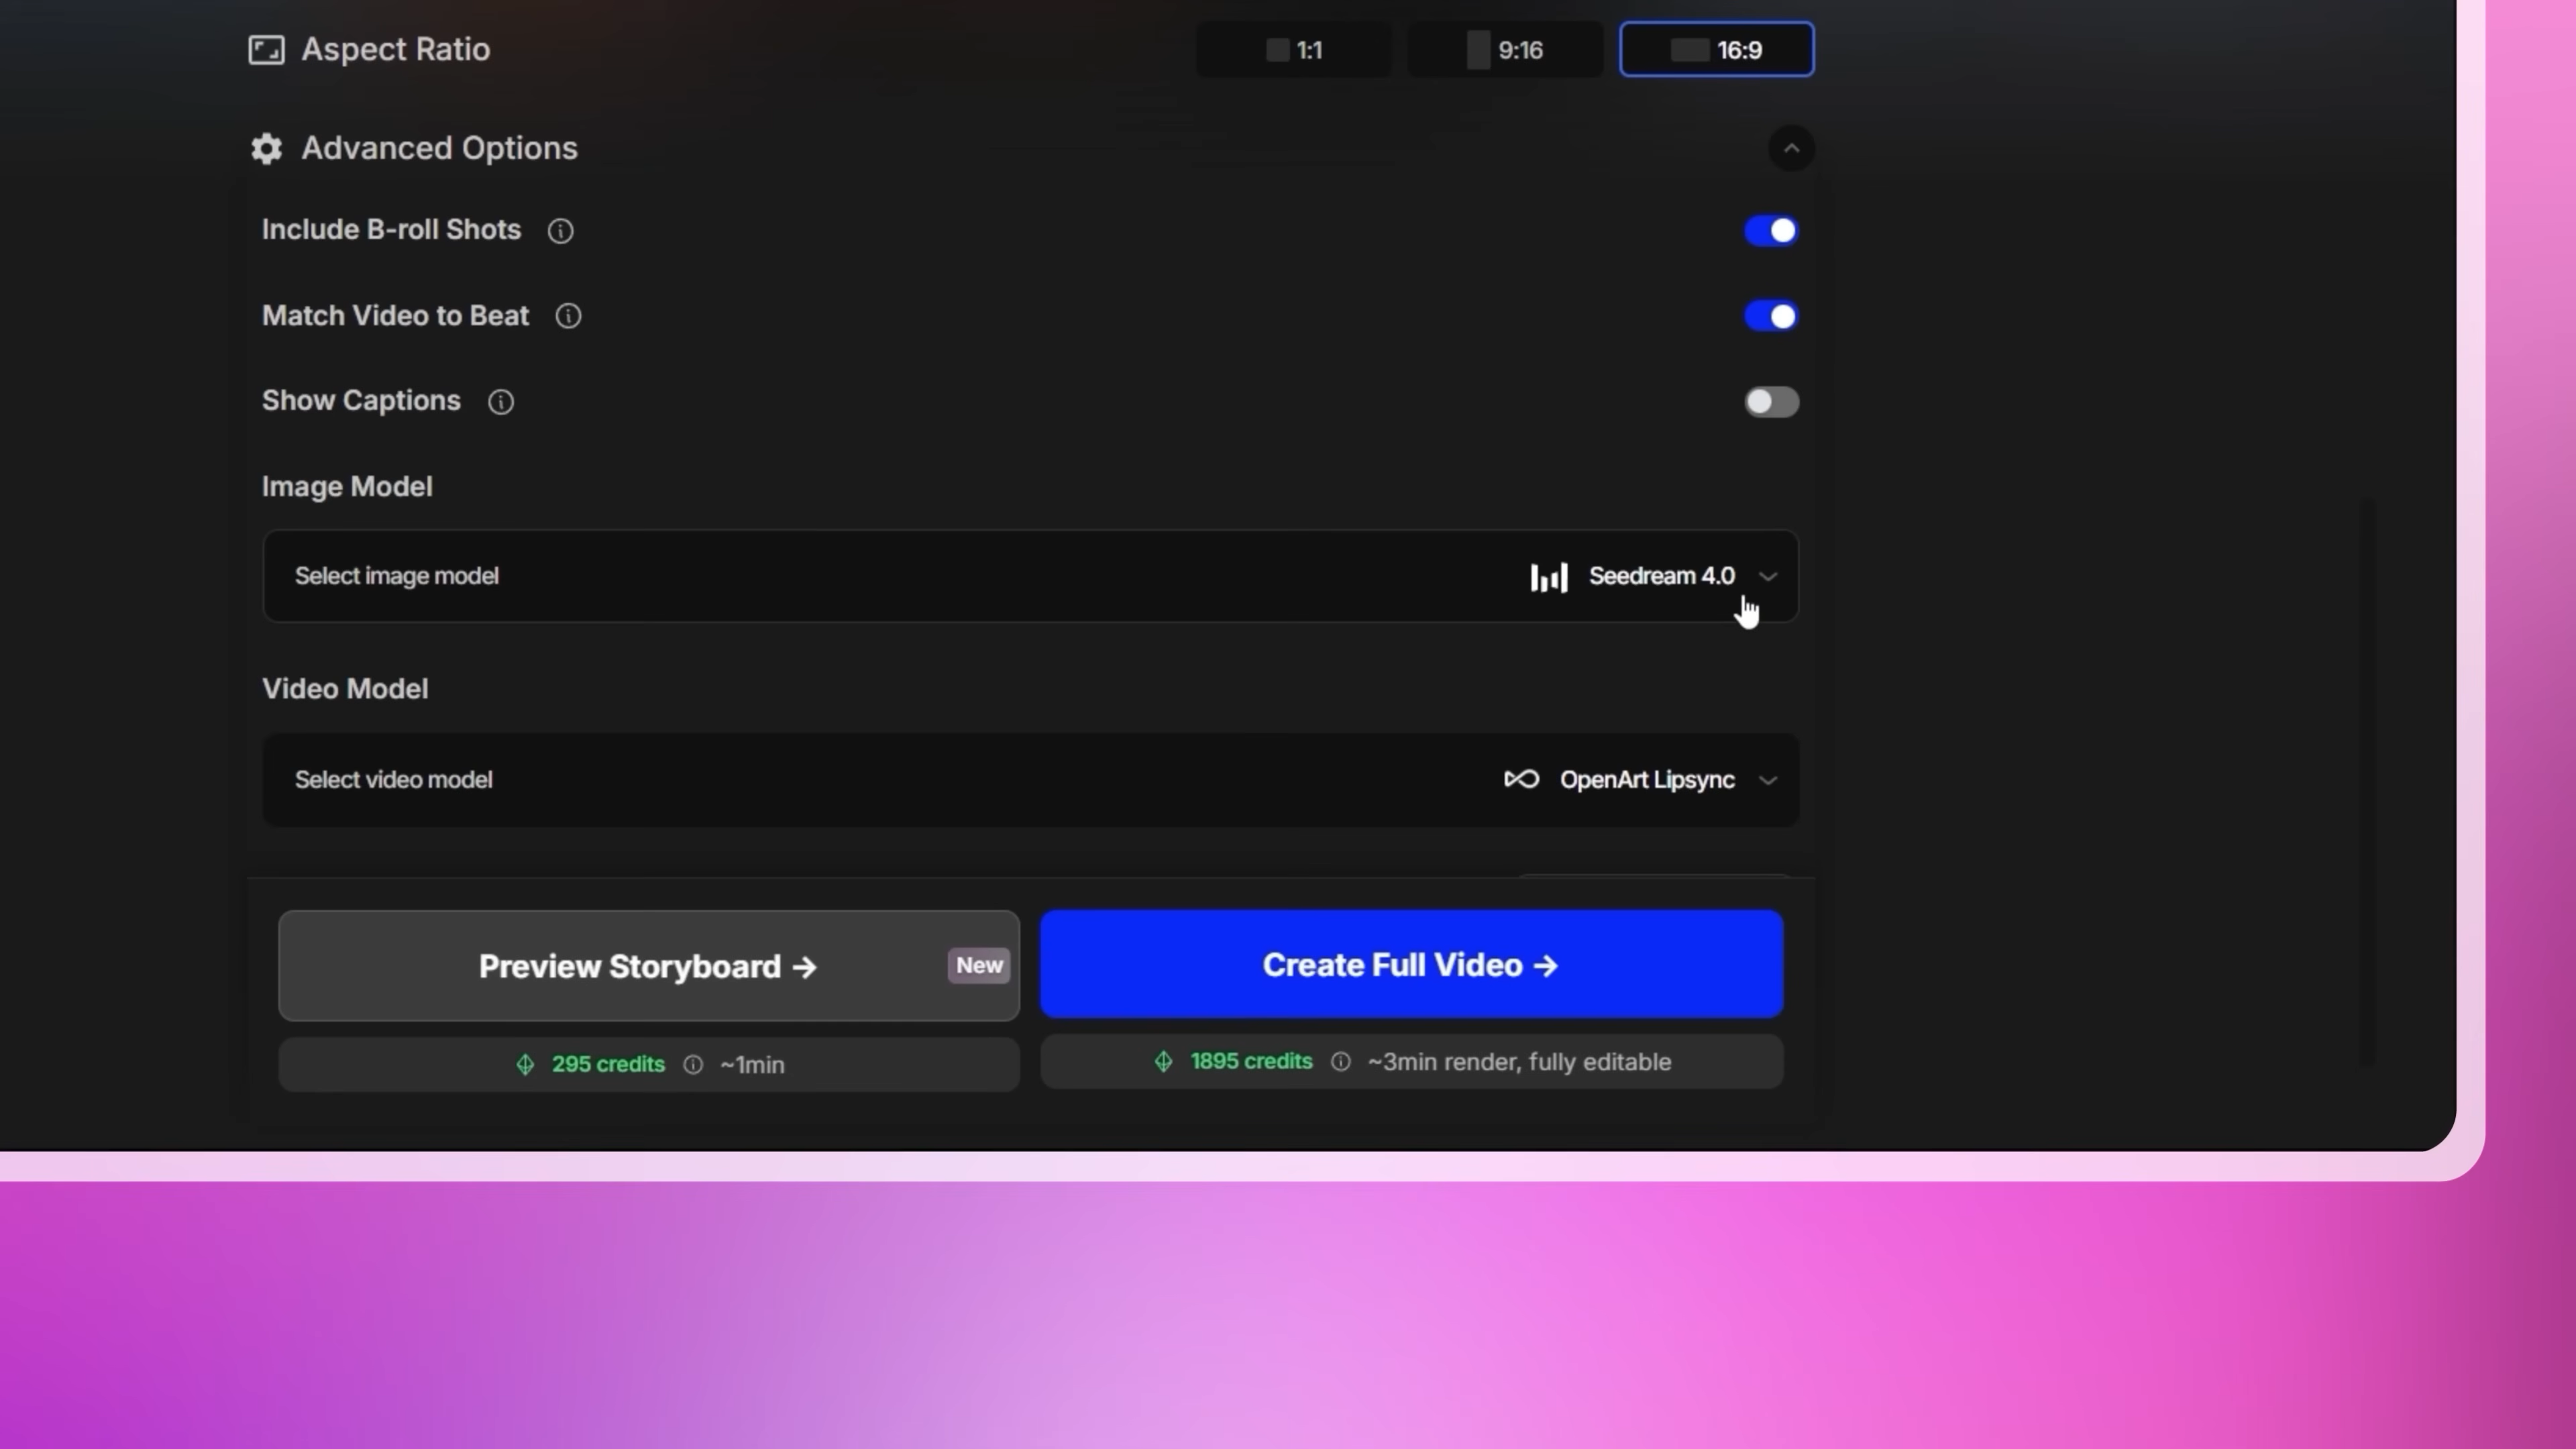 Aspect Ratio
1:1
9:16
16:9
Advanced Options
Include B-roll Shots
Match Video to Beat
Show Captions
Image Model
Select image model
Seedream 4.0
Video Model
Select video model
OpenArt Lipsync
Preview Storyboard →
New
Create Full Video →
295 credits ~1min
1895 credits ~3min render, fully editable